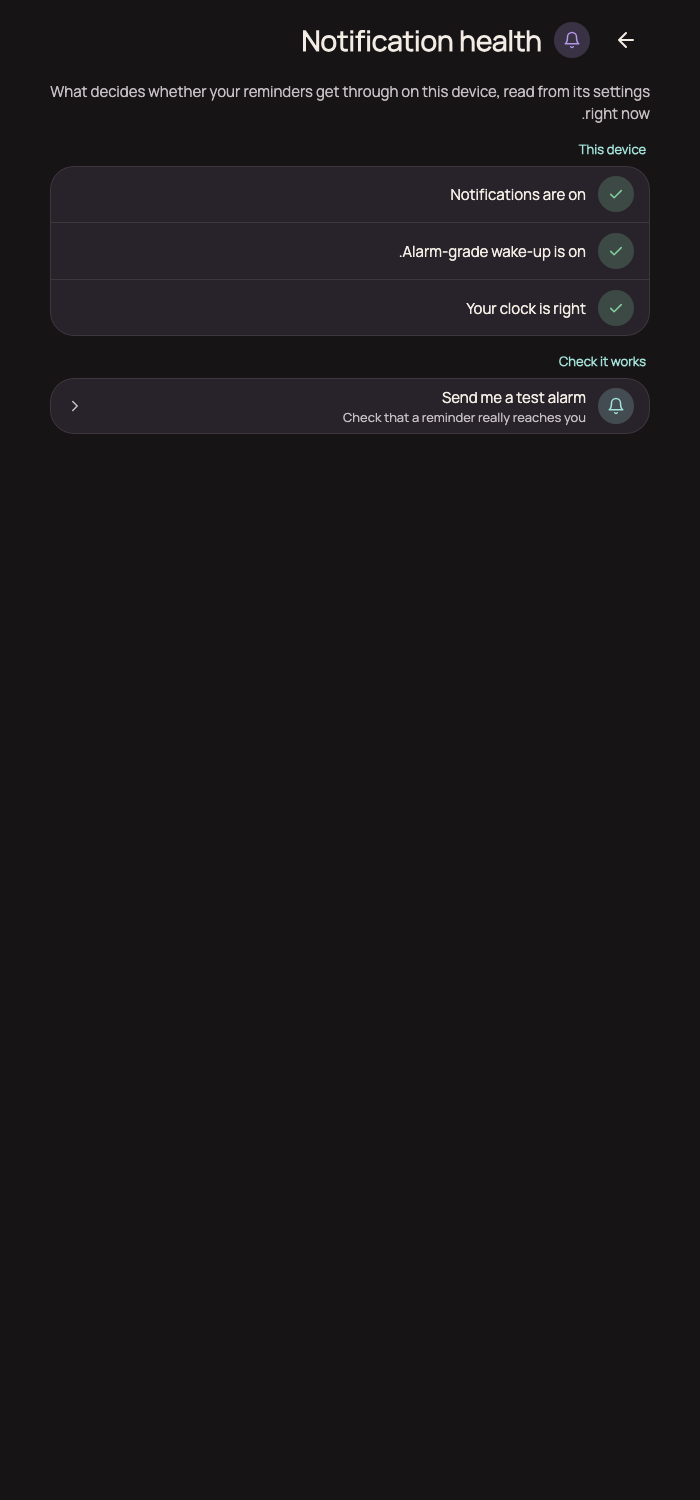 Notification health
What decides whether your reminders get through on this device, read from its settings
.right now
This device
Notifications are on
.Alarm-grade wake-up is on
Your clock is right
Check it works
Send me a test alarm
Check that a reminder really reaches you